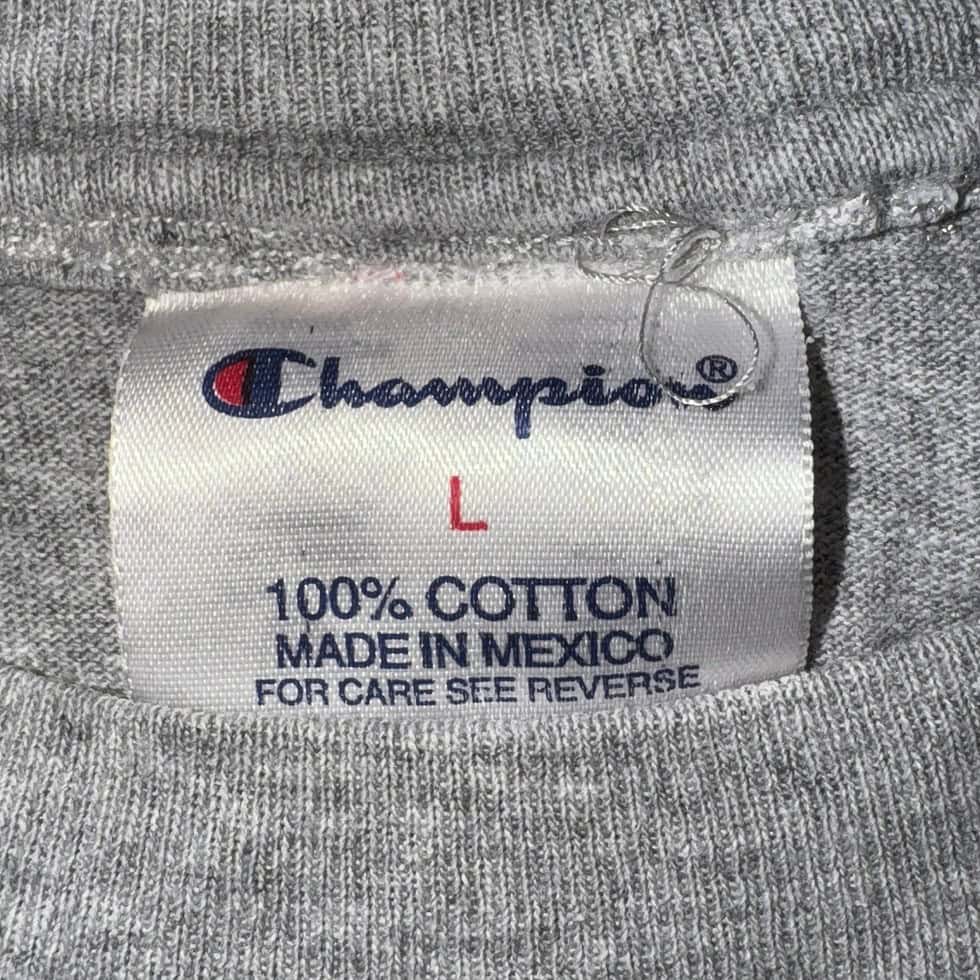 Champion®
L
100% COTTON
MADE IN MEXICO
FOR CARE SEE REVERSE